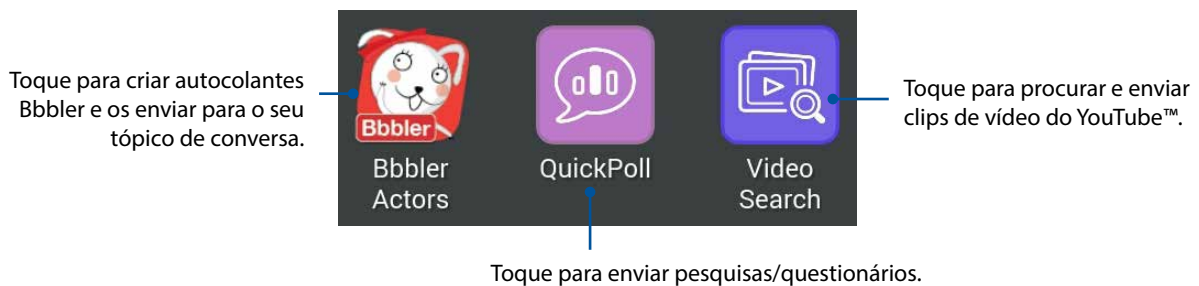 Toque para criar autocolantes
Bbbler e os enviar para o seu
tópico de conversa.
Bbbler
Bbbler
Actors
QuickPoll
Video
Search
Toque para procurar e enviar
clips de vídeo do YouTube™.
Toque para enviar pesquisas/questionários.